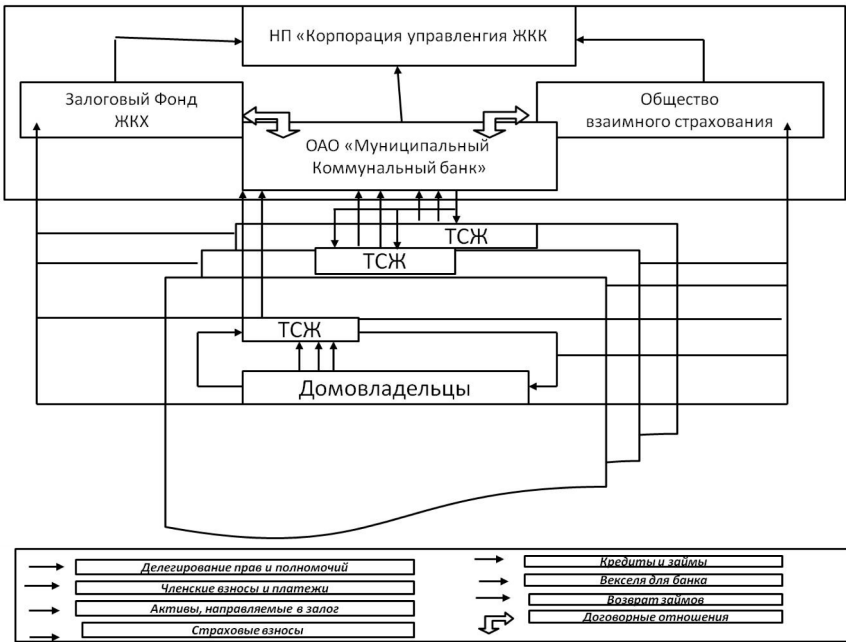 НП «Корпорация управленгия ЖКК
Залоговый Фонд
ЖКХ
Общество
взаимного страхования
ОАО «Муниципальный
Коммунальный банк»
ТСЖ
ТСЖ
ТСЖ
Домовладельцы
Делегирование прав и полномочий
Членские взносы и платежи
Активы, направляемые в залог
Страховые взносы
Кредиты и займы
Векселя для банка
Возврат займов
Договорные отношения